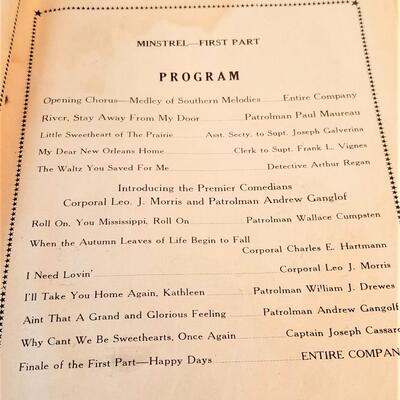 MINSTREL—FIRST PART
PROGRAM
Opening Chorus—Medley of Southern Melodies Entire Company
River, Stay Away From My Door Patrolman Paul Maureau
Little Sweetheart of The Prairie Asst. Secty. to Supt. Joseph Galverina
My Dear New Orleans Home Clerk to Supt. Frank L. Vignes
The Waltz You Saved For Me Detective Arthur Regan
Introducing the Premier Comedians
Corporal Leo. J. Morris and Patrolman Andrew Ganglof
Roll On, You Mississippi, Roll On Patrolman Wallace Cumpsten
When the Autumn Leaves of Life Begin to Fall
Corporal Charles E. Hartmann
I Need Lovin' Corporal Leo J. Morris
I'll Take You Home Again, Kathleen Patrolman William J. Drewes
Aint That A Grand and Glorious Feeling Patrolman Andrew Gangolf
Why Cant We Be Sweethearts, Once Again Captain Joseph Cassard
Finale of the First Part—Happy Days ENTIRE COMPAN